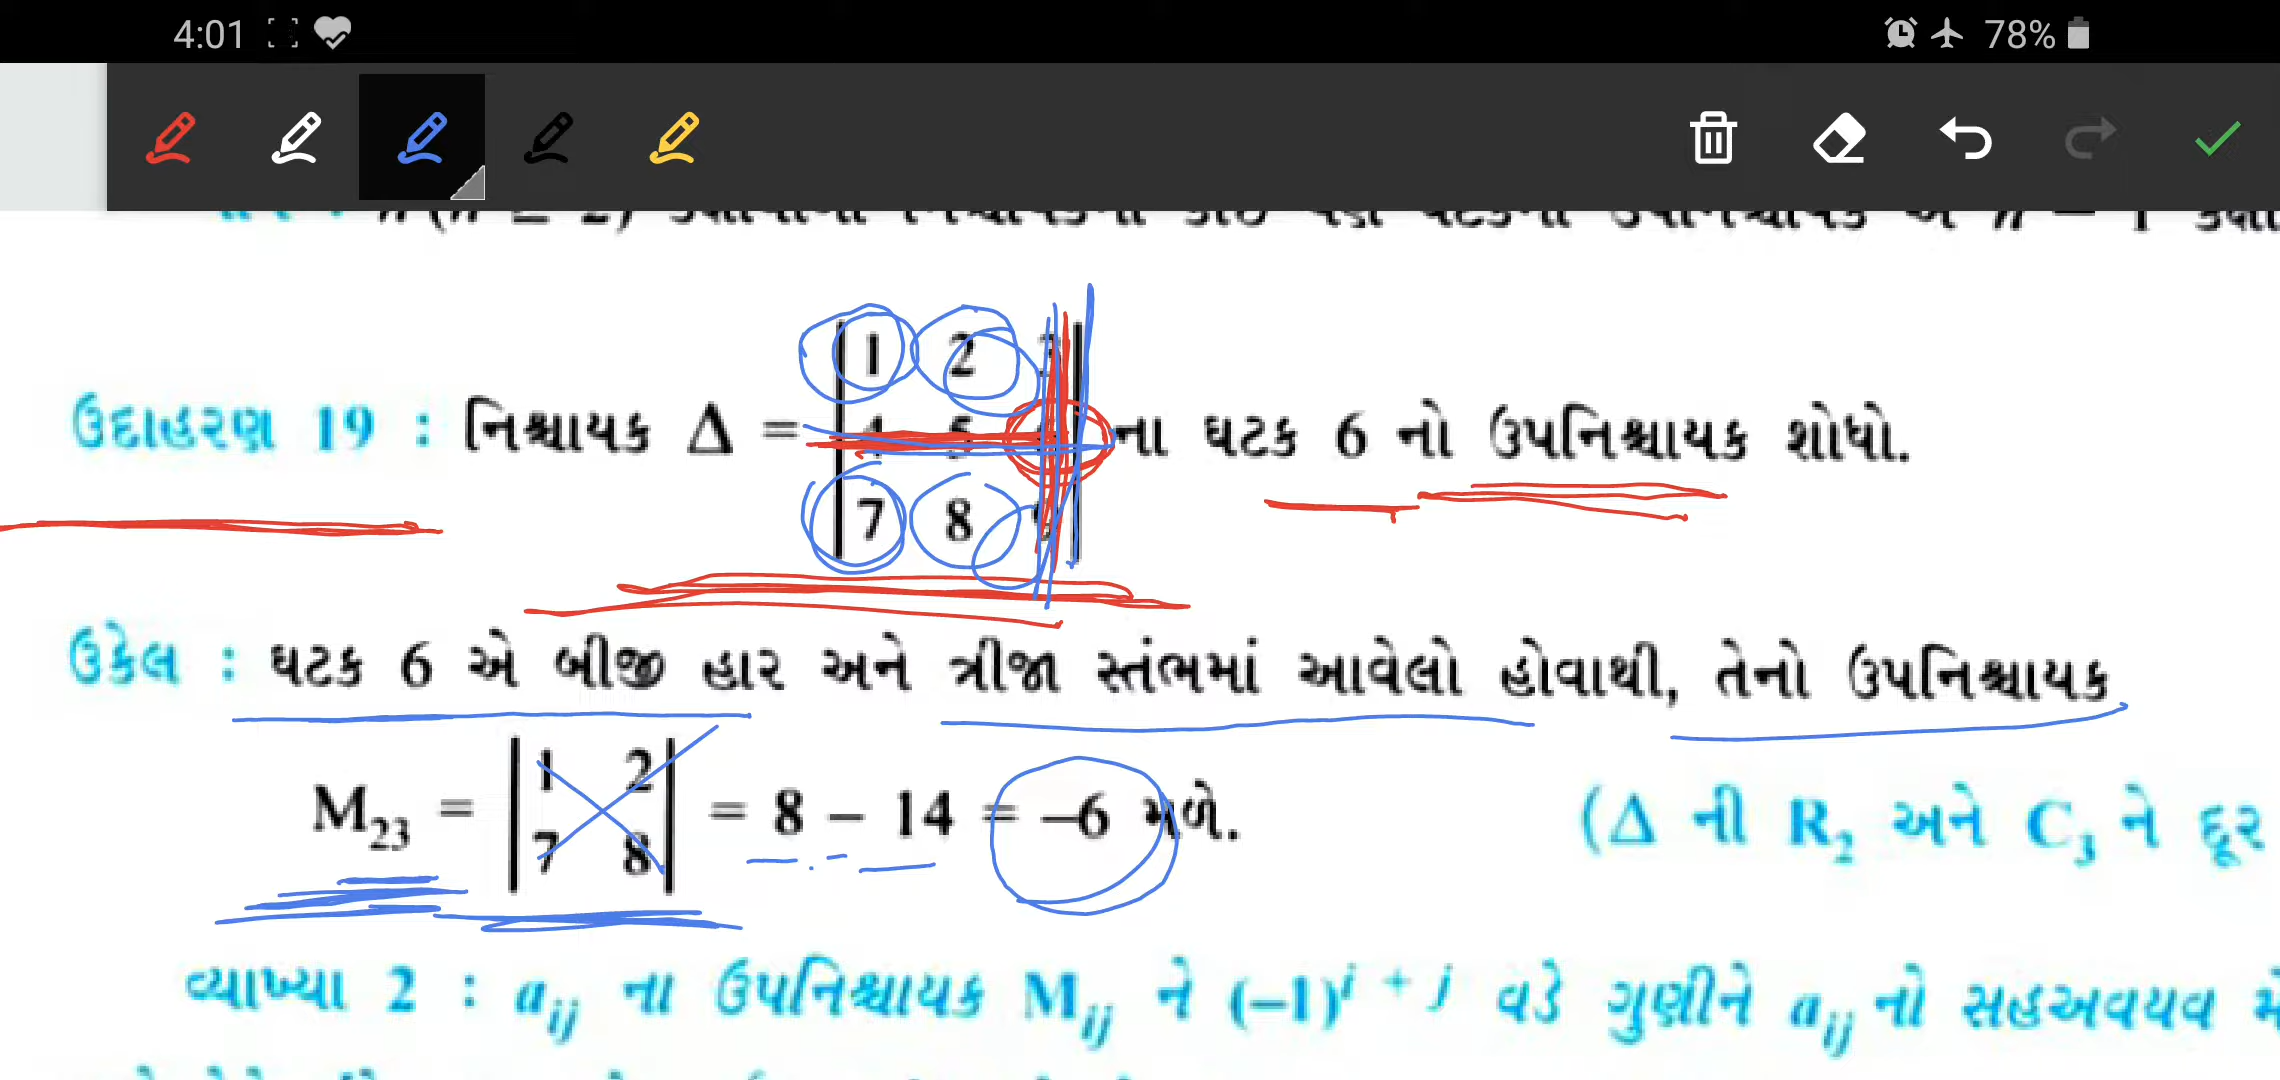 4:01 78%
ઉદાહરણ 19 : નિશ્ચાયક Δ = | 1 2 3 | ના ઘટક 6 નો ઉપનિશ્ચાયક શોધો.
4 5
7 8 9
ઉકેલ : ઘટક 6 એ બીજી હાર અને ત્રીજા સ્તંભમાં આવેલો હોવાથી, તેનો ઉપનિશ્ચાયક
M₂₃ = | 1 2 | = 8 – 14 = –6 મળે. (Δ ની R₂ અને C₃ ને દૂર
7 8
વ્યાખ્યા 2 : aᵢⱼ ના ઉપનિશ્ચાયક Mᵢⱼ ને (–1)ⁱ ⁺ ʲ વડે ગુણીને aᵢⱼ નો સહઅવયવ